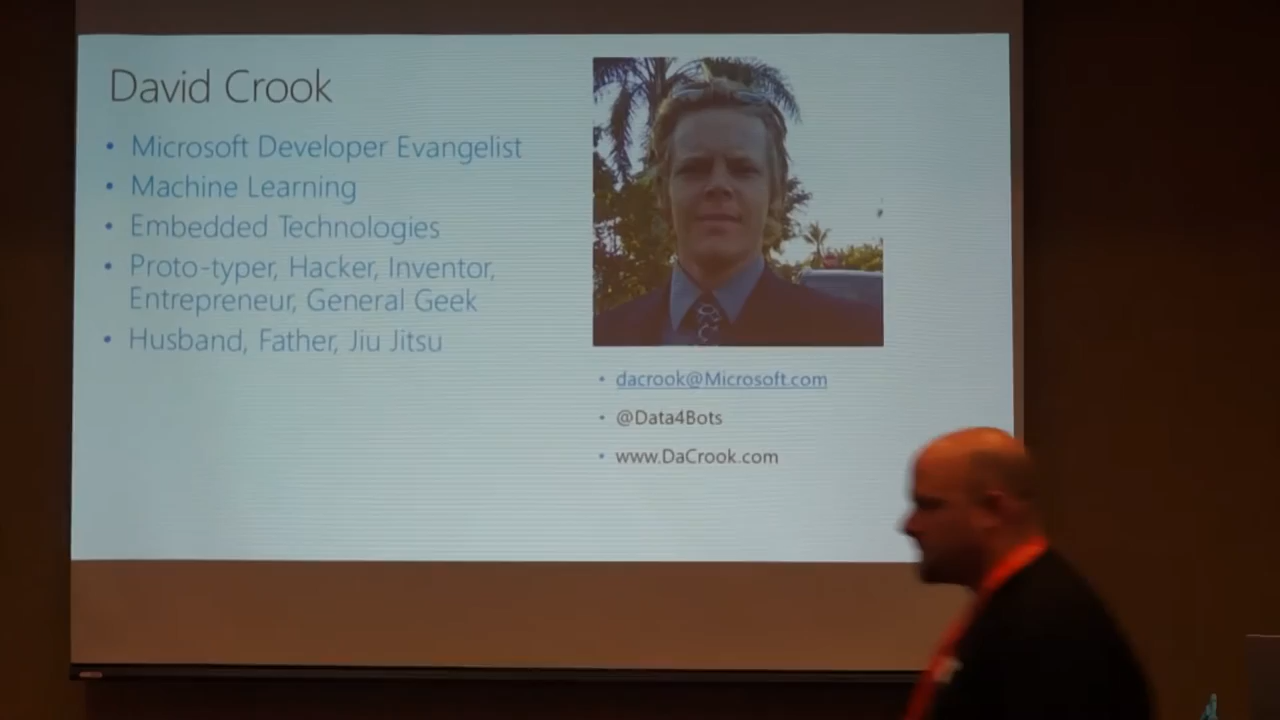 David Crook
• Microsoft Developer Evangelist
• Machine Learning
• Embedded Technologies
• Proto-typer, Hacker, Inventor,
Entrepreneur, General Geek
• Husband, Father, Jiu Jitsu
• dacrook@Microsoft.com
• @Data4Bots
• www.DaCrook.com